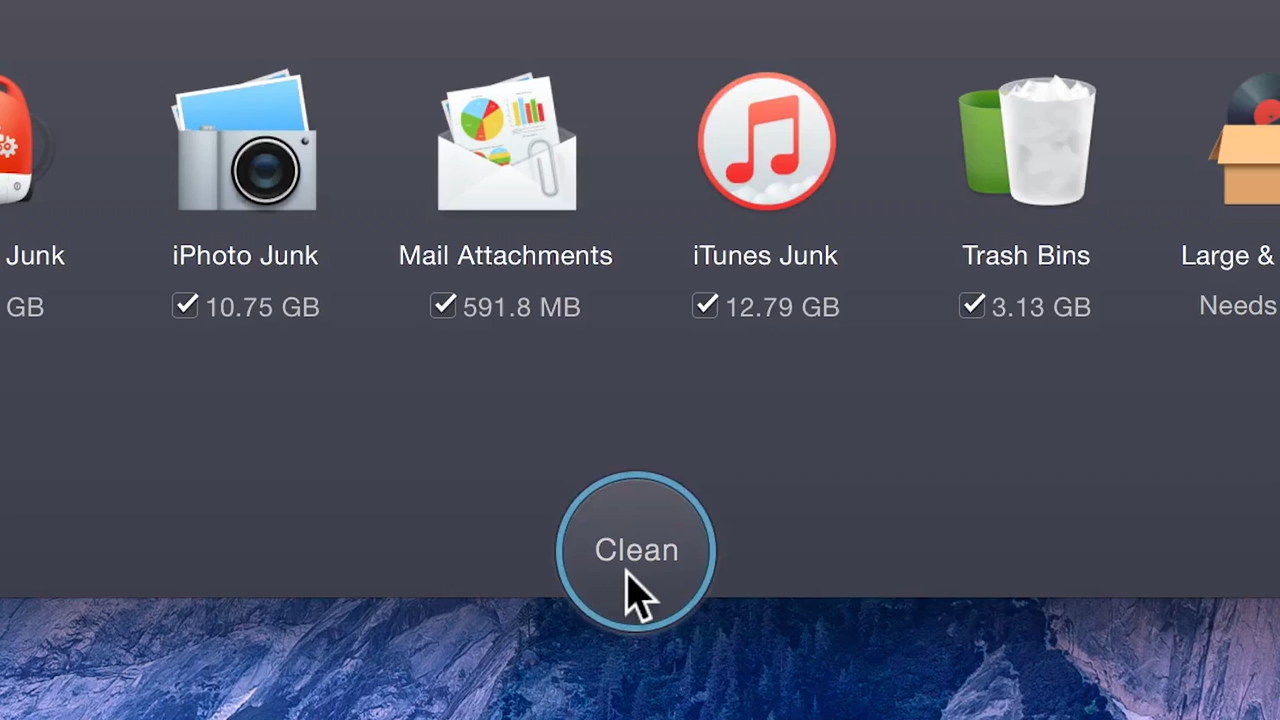 Junk iPhoto Junk Mail Attachments iTunes Junk Trash Bins Large &
GB 10.75 GB 591.8 MB 12.79 GB 3.13 GB Needs
Clean